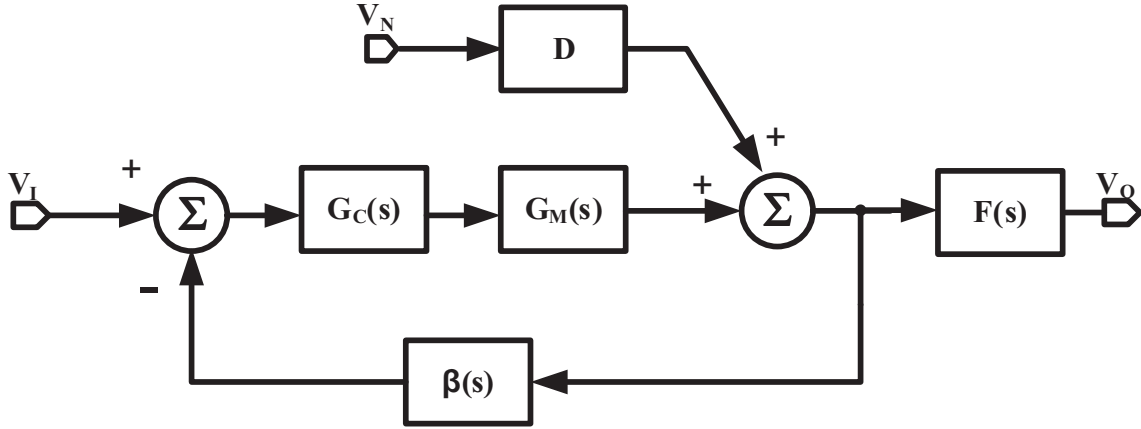 V_N
D
+
V_I
+
Σ
G_C(s)
G_M(s)
+
Σ
F(s)
V_O
-
β(s)